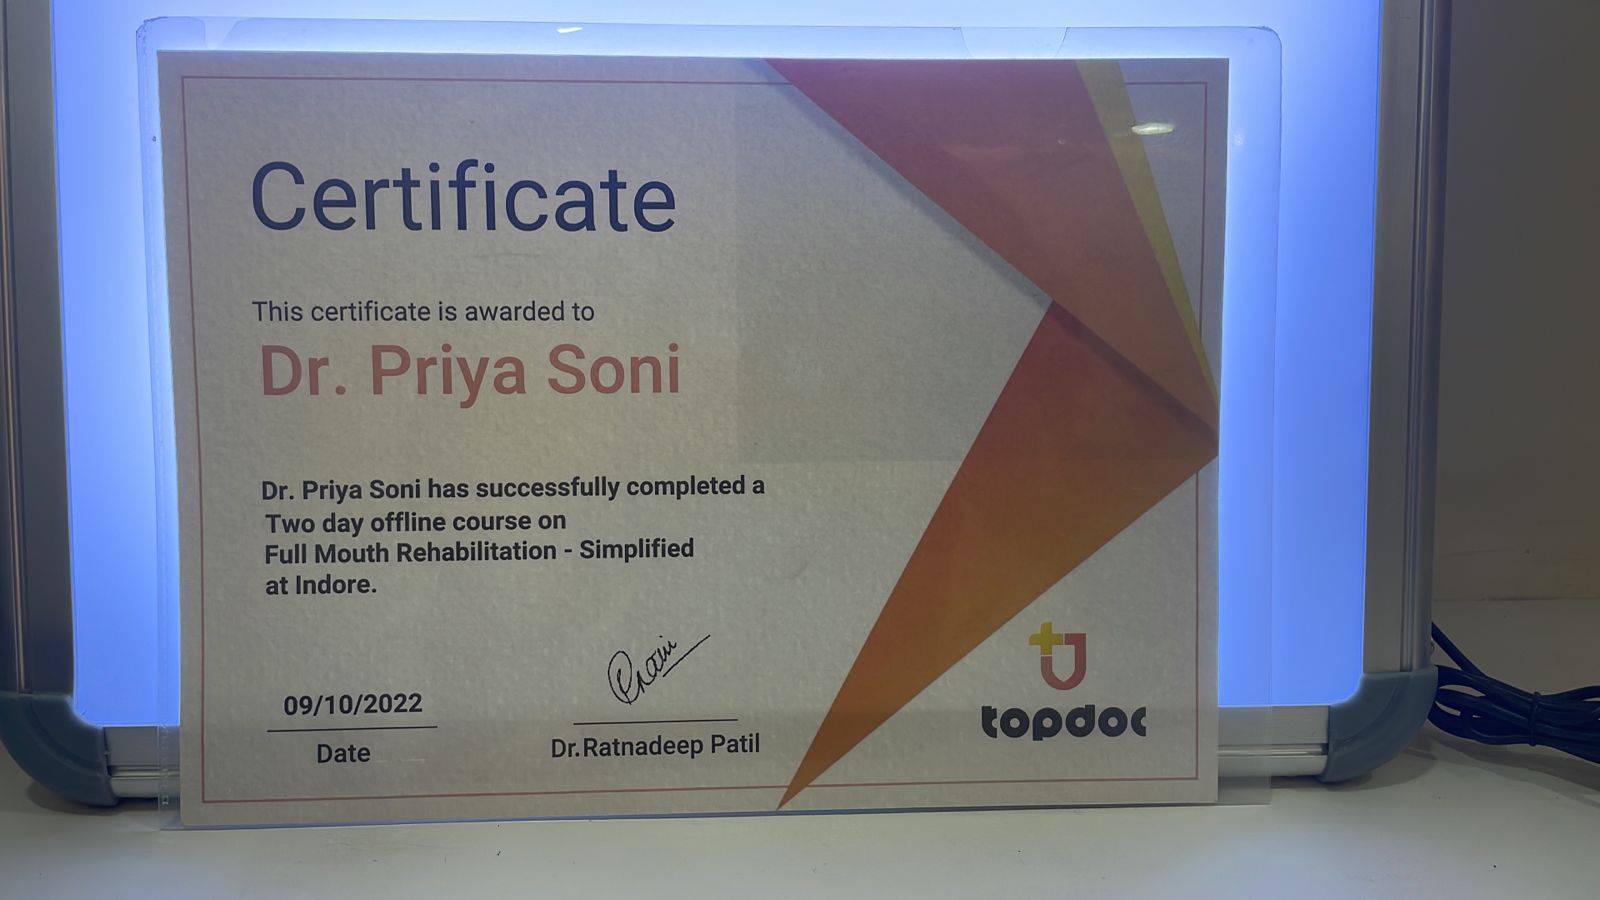 Certificate
This certificate is awarded to
Dr. Priya Soni
Dr. Priya Soni has successfully completed a
Two day offline course on
Full Mouth Rehabilitation - Simplified
at Indore.
09/10/2022
Date
Dr.Ratnadeep Patil
topdoc